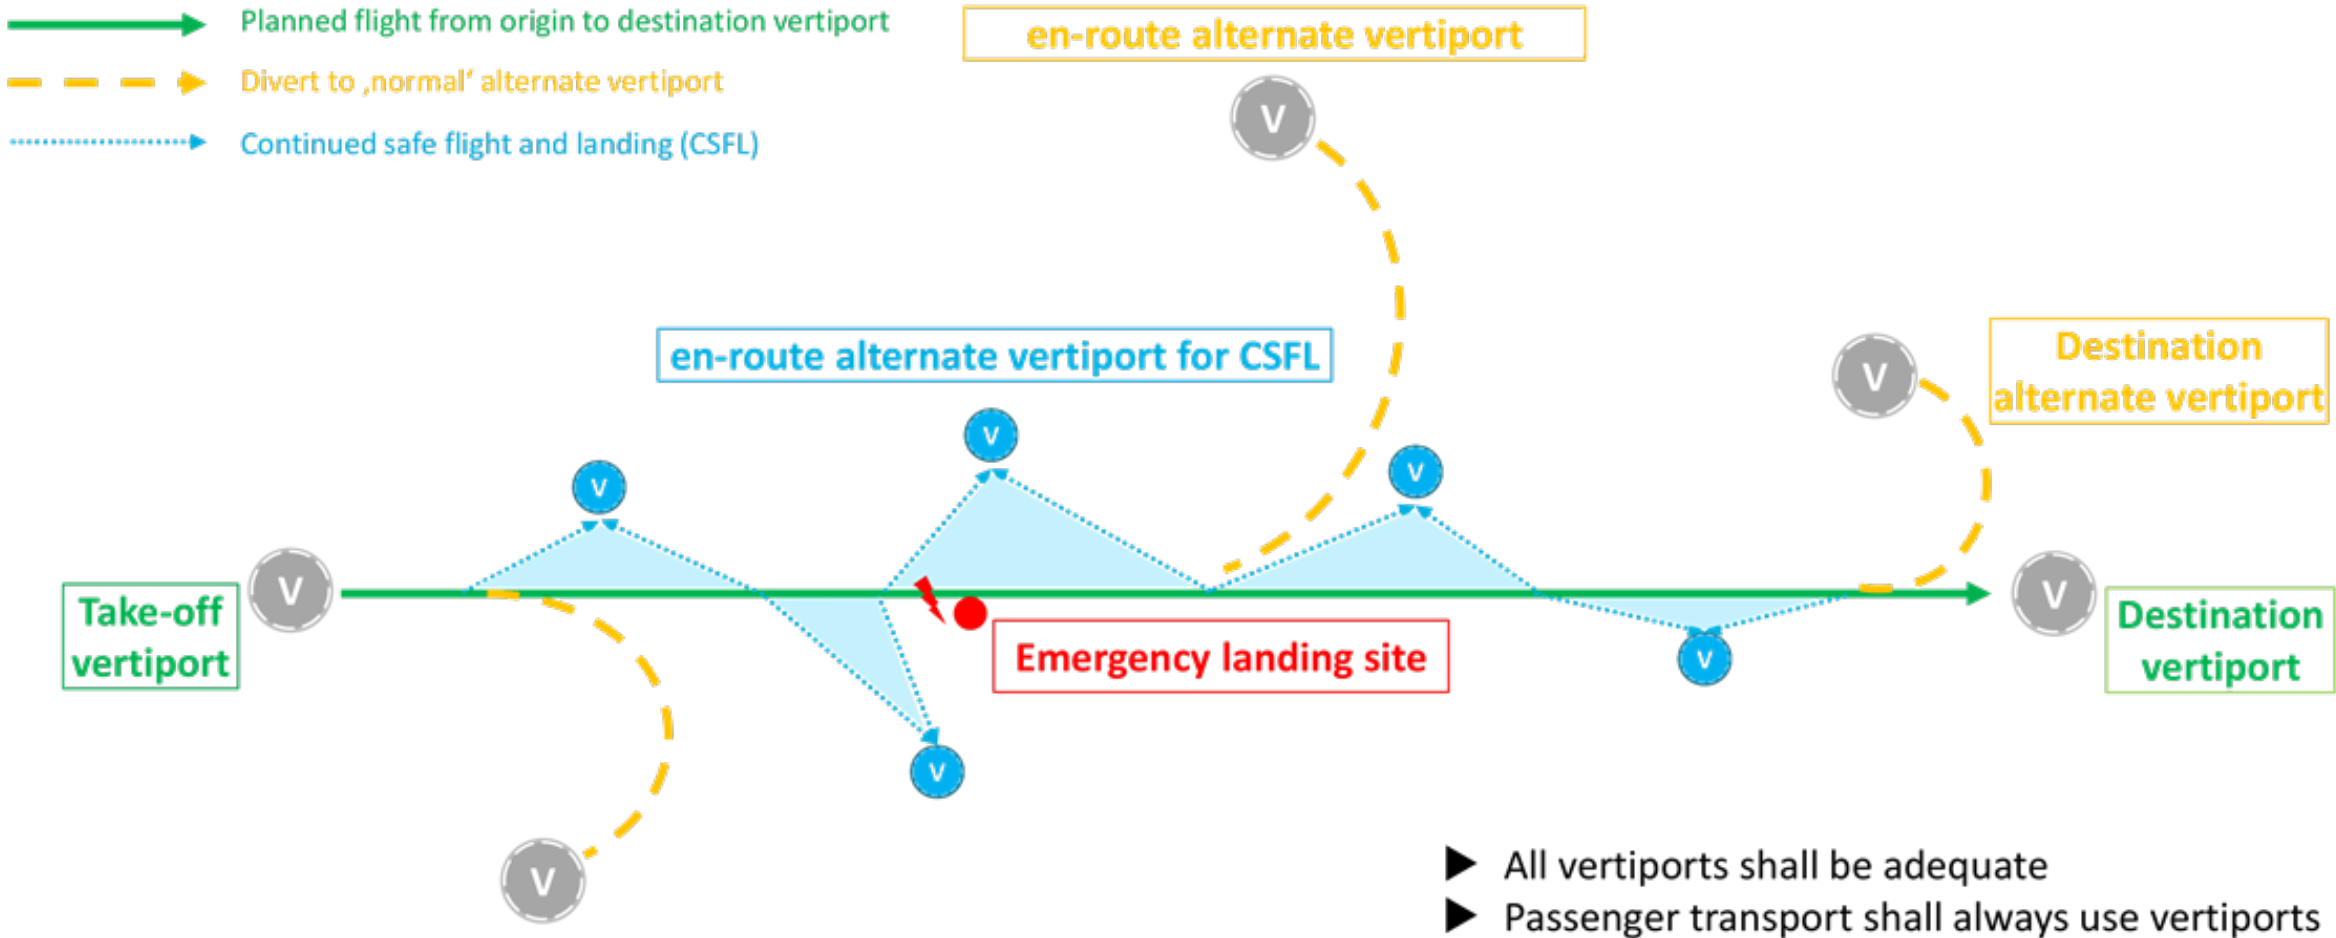 Planned flight from origin to destination vertiport
Divert to ‚normal‘ alternate vertiport
Continued safe flight and landing (CSFL)
en-route alternate vertiport
V
en-route alternate vertiport for CSFL
V
Destination
alternate vertiport
V
V
V
V
Take-off
vertiport
V
Emergency landing site
V
V
Destination
vertiport
V
V
All vertiports shall be adequate
Passenger transport shall always use vertiports